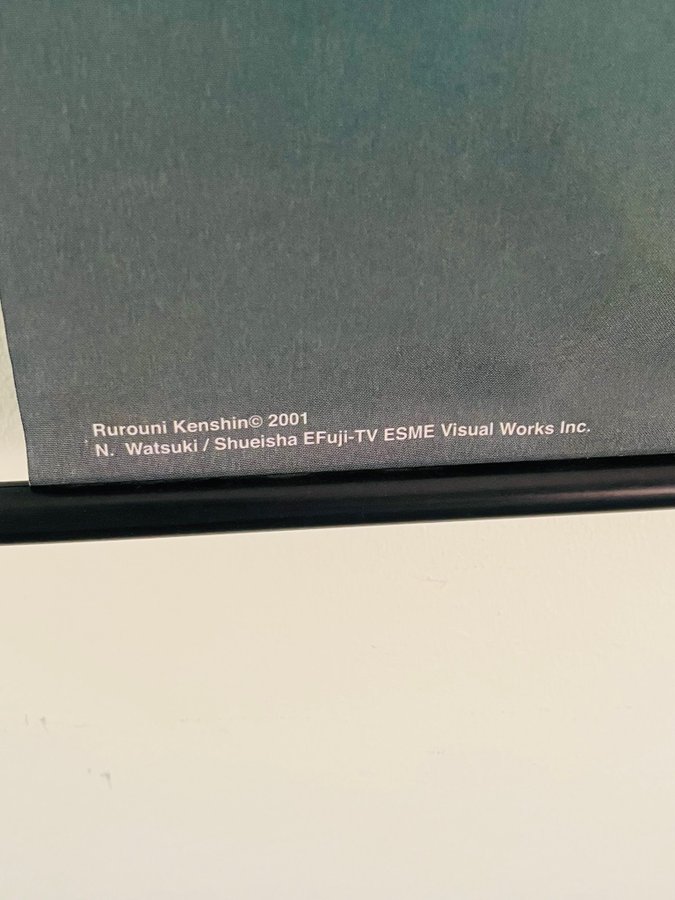 Rurouni Kenshin© 2001
N. Watsuki / Shueisha EFuji-TV ESME Visual Works Inc.